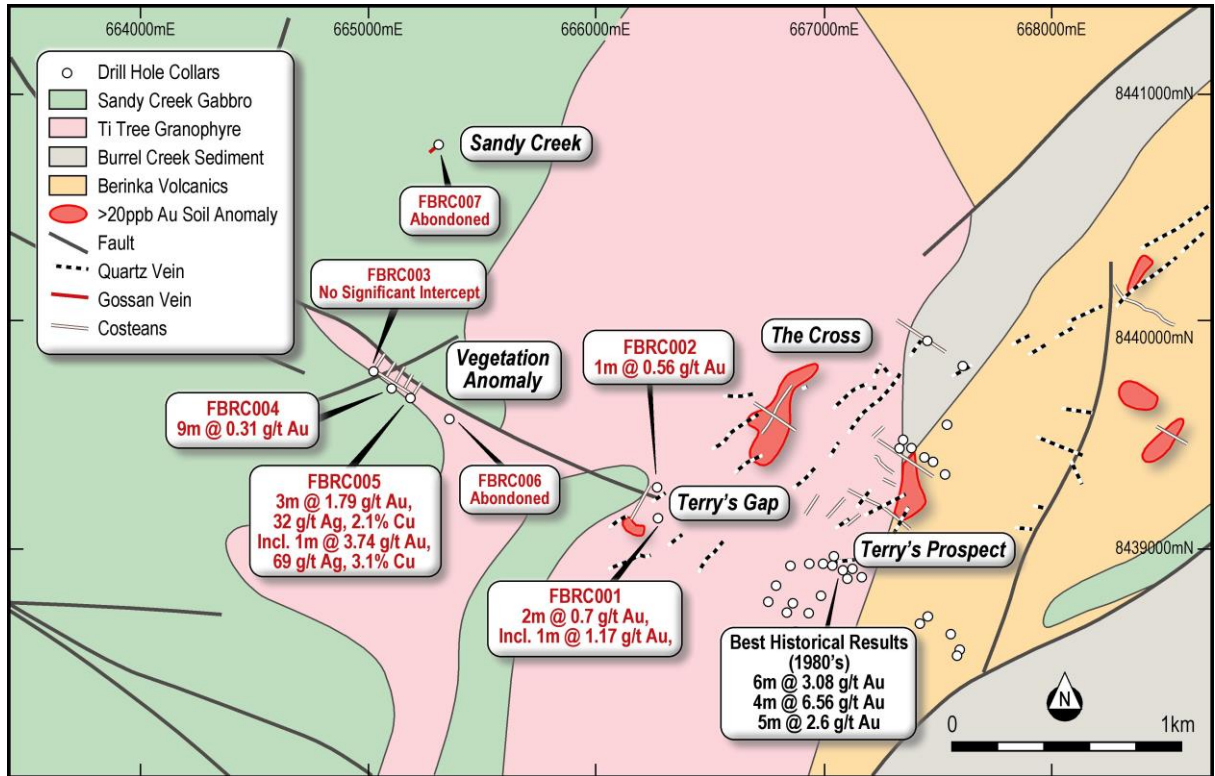 664000mE
665000mE
666000mE
667000mE
668000mE
Drill Hole Collars
Sandy Creek Gabbro
Ti Tree Granophyre
Burrel Creek Sediment
Berinka Volcanics
>20ppb Au Soil Anomaly
Fault
Quartz Vein
Gossan Vein
Costeans
8441000mN
Sandy Creek
FBRC007
Abondoned
FBRC003
No Significant Intercept
8440000mN
Vegetation
Anomaly
FBRC002
1m @ 0.56 g/t Au
The Cross
FBRC004
9m @ 0.31 g/t Au
FBRC005
3m @ 1.79 g/t Au,
32 g/t Ag, 2.1% Cu
Incl. 1m @ 3.74 g/t Au,
69 g/t Ag, 3.1% Cu
FBRC006
Abondoned
Terry's Gap
Terry's Prospect
8439000mN
FBRC001
2m @ 0.7 g/t Au,
Incl. 1m @ 1.17 g/t Au,
Best Historical Results
(1980's)
6m @ 3.08 g/t Au
4m @ 6.56 g/t Au
5m @ 2.6 g/t Au
N
0
1km